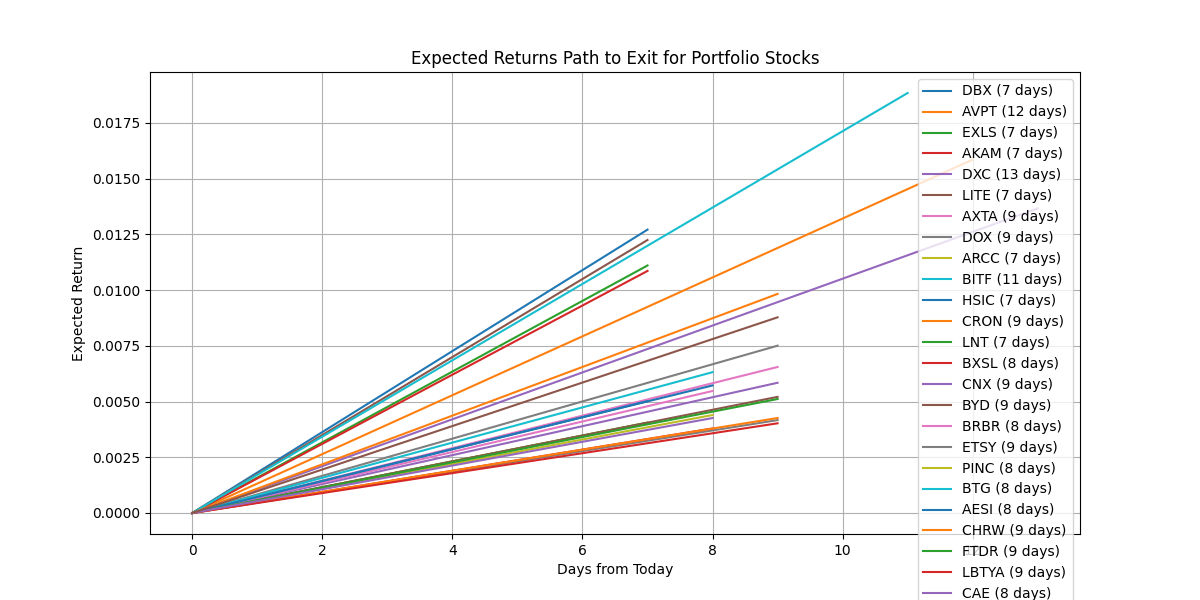 Expected Returns Path to Exit for Portfolio Stocks
Expected Return
0.0175
0.0150
0.0125
0.0100
0.0075
0.0050
0.0025
0.0000
0
2
4
6
8
10
Days from Today
DBX (7 days)
AVPT (12 days)
EXLS (7 days)
AKAM (7 days)
DXC (13 days)
LITE (7 days)
AXTA (9 days)
DOX (9 days)
ARCC (7 days)
BITF (11 days)
HSIC (7 days)
CRON (9 days)
LNT (7 days)
BXSL (8 days)
CNX (9 days)
BYD (9 days)
BRBR (8 days)
ETSY (9 days)
PINC (8 days)
BTG (8 days)
AESI (8 days)
CHRW (9 days)
FTDR (9 days)
LBTYA (9 days)
CAE (8 days)